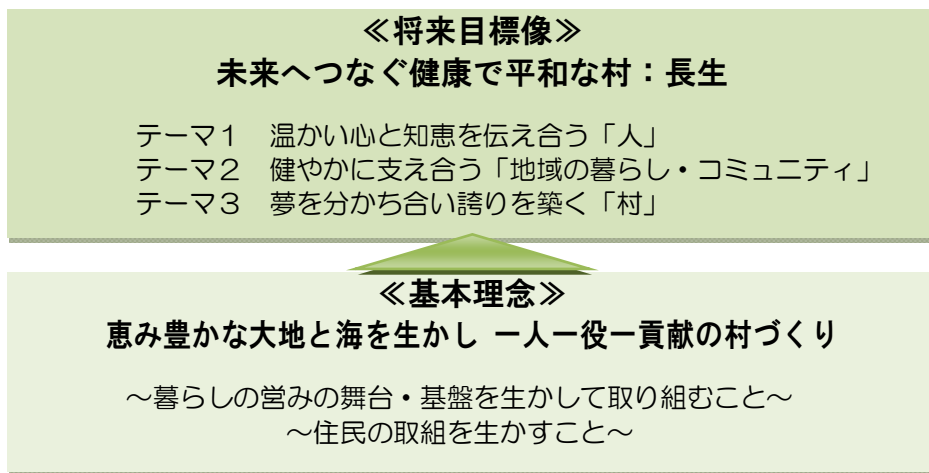 ≪将来目標像≫
未来へつなぐ健康で平和な村：長生
テーマ１　温かい心と知恵を伝え合う「人」
テーマ２　健やかに支え合う「地域の暮らし・コミュニティ」
テーマ３　夢を分かち合い誇りを築く「村」
≪基本理念≫
恵み豊かな大地と海を生かし 一人一役一貢献の村づくり
～暮らしの営みの舞台・基盤を生かして取り組むこと～
～住民の取組を生かすこと～